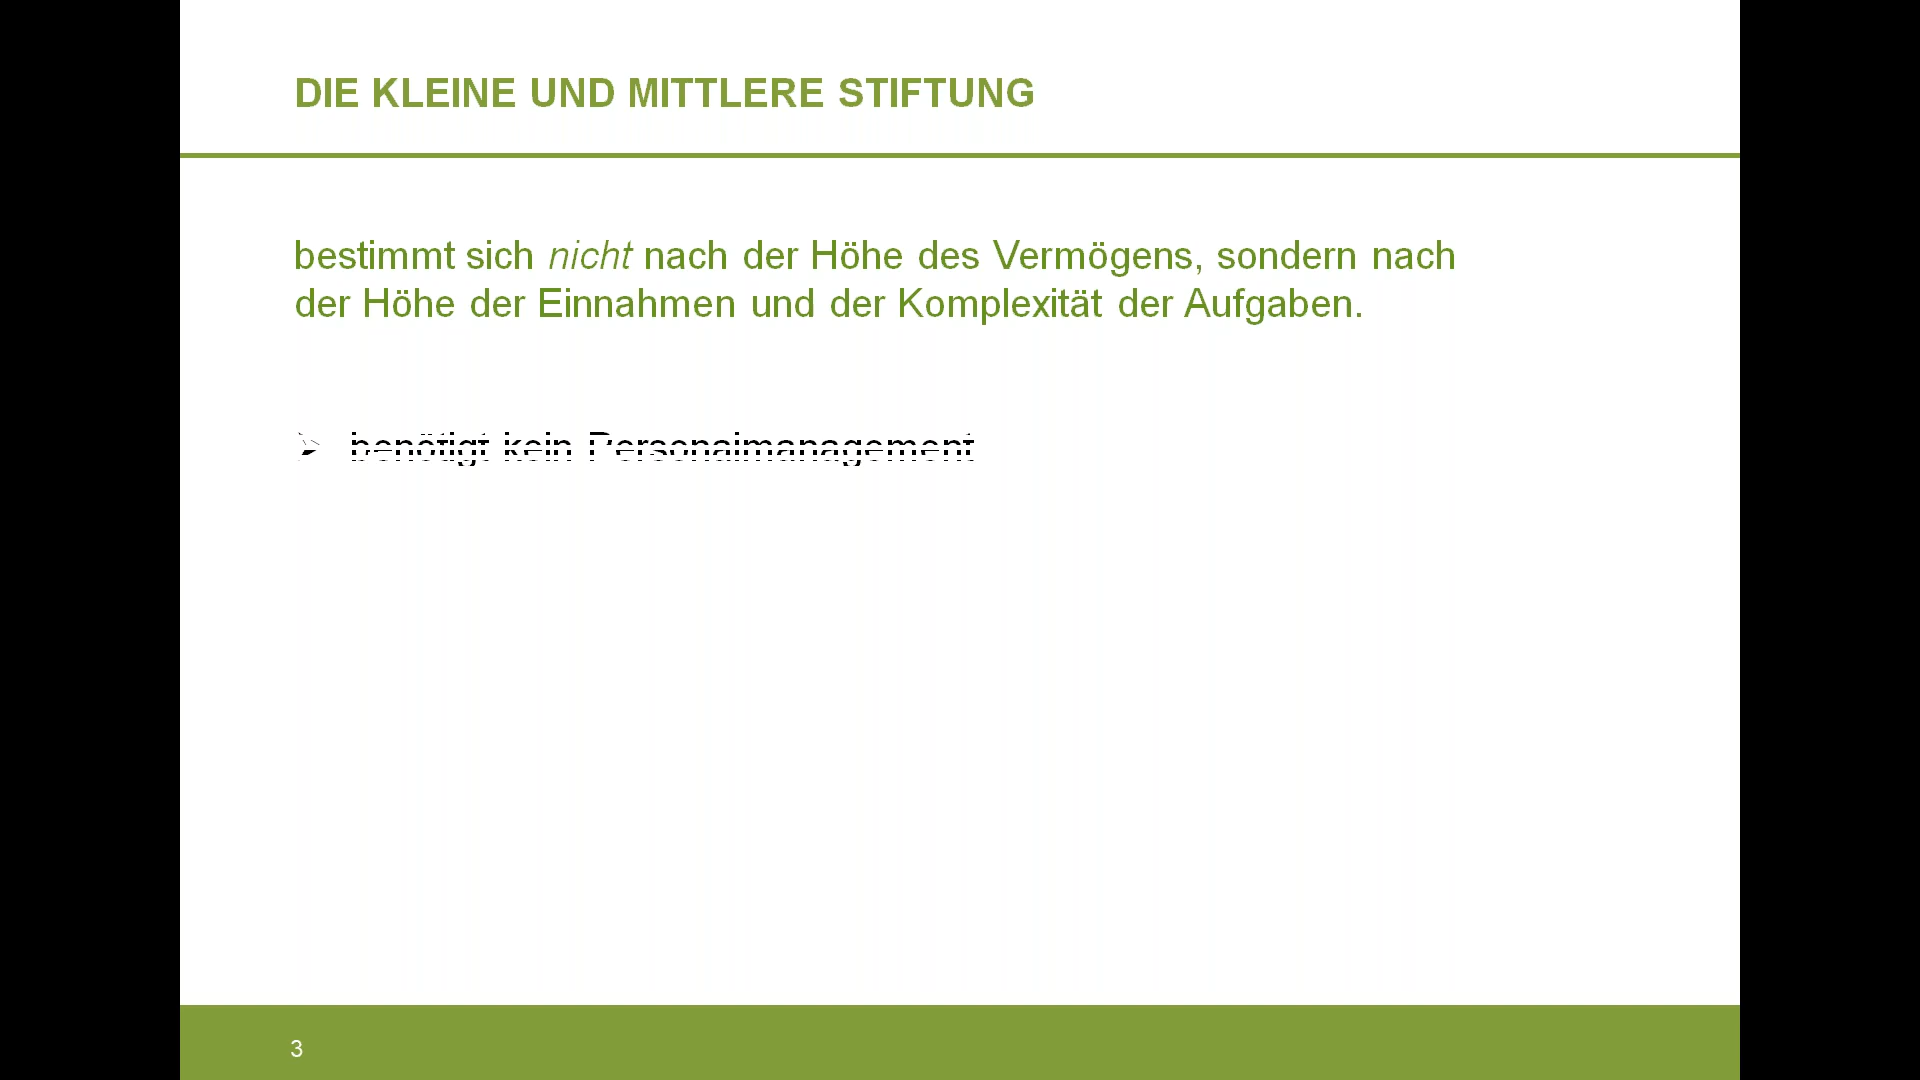 DIE KLEINE UND MITTLERE STIFTUNG
bestimmt sich nicht nach der Höhe des Vermögens, sondern nach
der Höhe der Einnahmen und der Komplexität der Aufgaben.
➢ benötigt kein Personalmanagement
3